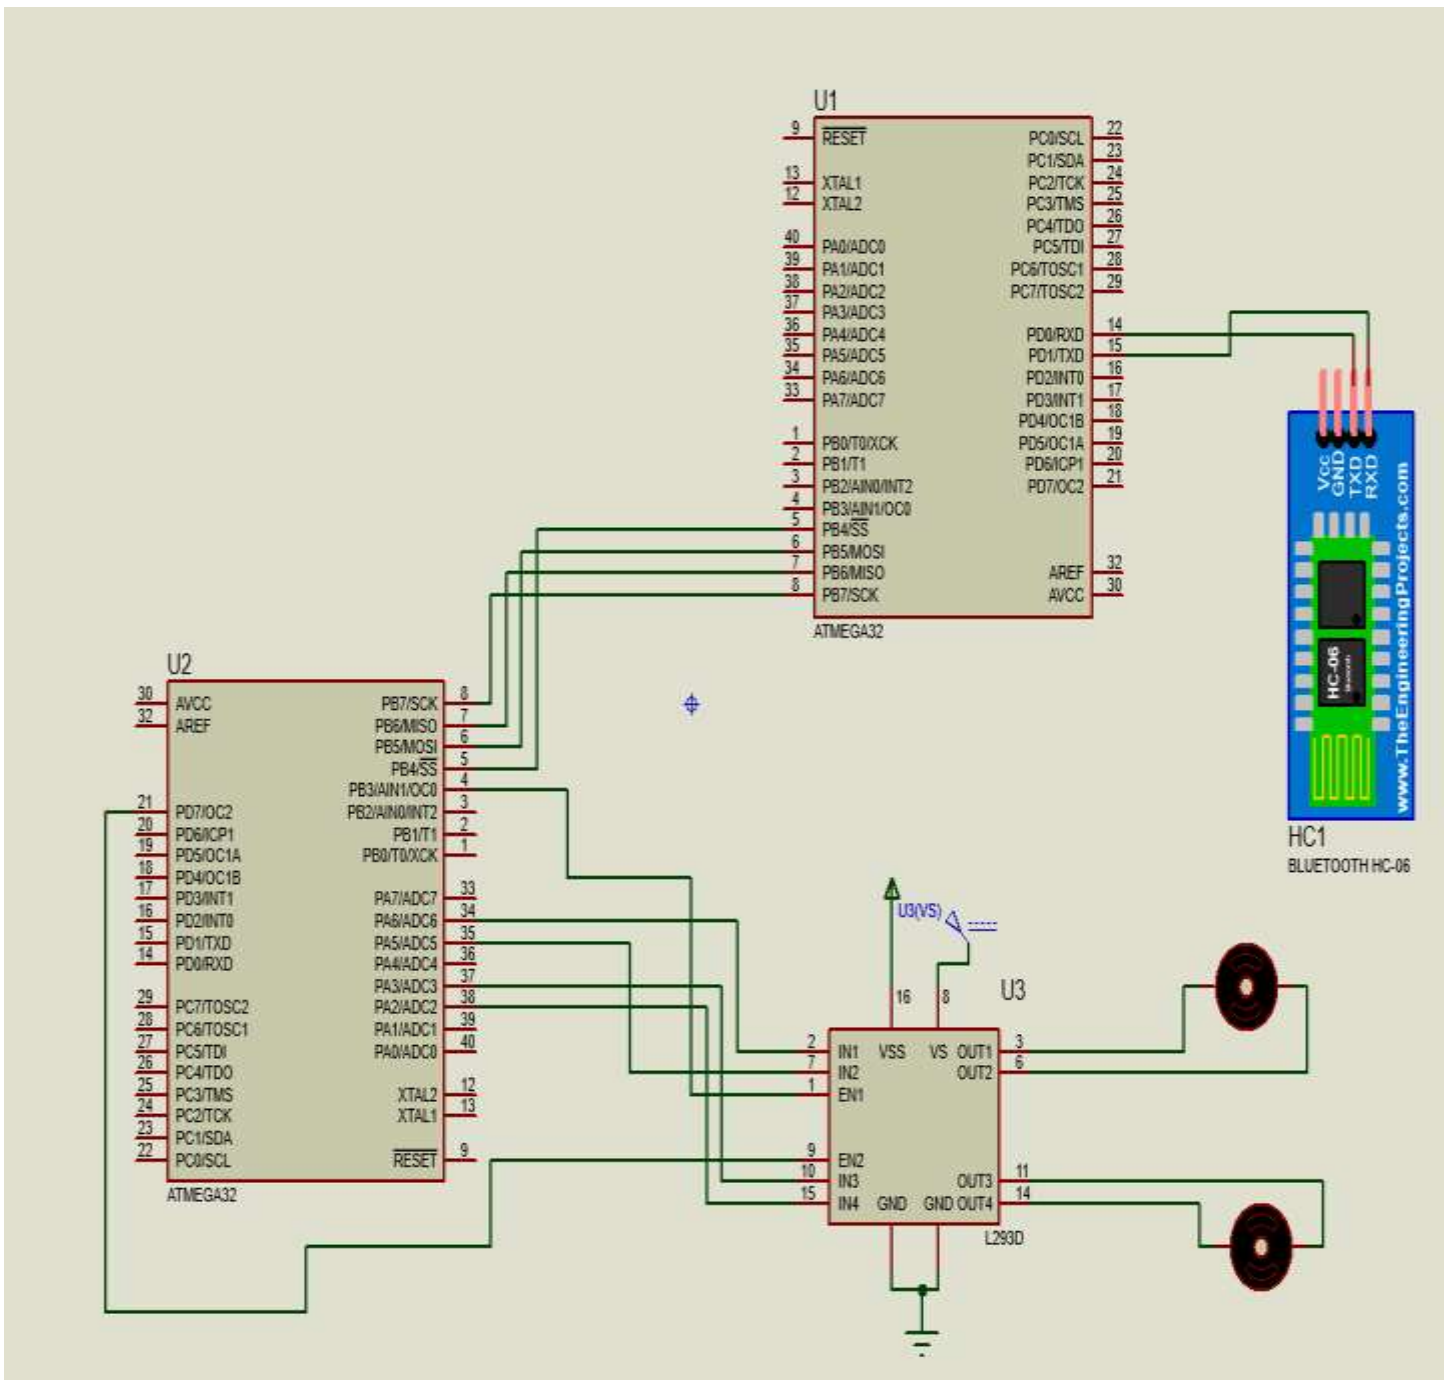 U1
9 RESET
13 XTAL1
12 XTAL2
40 PA0/ADC0
39 PA1/ADC1
38 PA2/ADC2
37 PA3/ADC3
36 PA4/ADC4
35 PA5/ADC5
34 PA6/ADC6
33 PA7/ADC7
1 PB0/T0/XCK
2 PB1/T1
3 PB2/AIN0/INT2
4 PB3/AIN1/OC0
5 PB4/SS
6 PB5/MOSI
7 PB6/MISO
8 PB7/SCK
PC0/SCL 22
PC1/SDA 23
PC2/TCK 24
PC3/TMS 25
PC4/TDO 26
PC5/TDI 27
PC6/TOSC1 28
PC7/TOSC2 29
PD0/RXD 14
PD1/TXD 15
PD2/INT0 16
PD3/INT1 17
PD4/OC1B 18
PD5/OC1A 19
PD6/ICP1 20
PD7/OC2 21
AREF 32
AVCC 30
ATMEGA32
Vcc
GND
TXD
RXD
HC-06
www.TheEngineeringProjects.com
HC1
BLUETOOTH HC-06
U2
30 AVCC
32 AREF
21 PD7/OC2
20 PD6/ICP1
19 PD5/OC1A
18 PD4/OC1B
17 PD3/INT1
16 PD2/INT0
15 PD1/TXD
14 PD0/RXD
29 PC7/TOSC2
28 PC6/TOSC1
27 PC5/TDI
26 PC4/TDO
25 PC3/TMS
24 PC2/TCK
23 PC1/SDA
22 PC0/SCL
PB7/SCK 8
PB6/MISO 7
PB5/MOSI 6
PB4/SS 5
PB3/AIN1/OC0 4
PB2/AIN0/INT2 3
PB1/T1 2
PB0/T0/XCK 1
PA7/ADC7 33
PA6/ADC6 34
PA5/ADC5 35
PA4/ADC4 36
PA3/ADC3 37
PA2/ADC2 38
PA1/ADC1 39
PA0/ADC0 40
XTAL2 12
XTAL1 13
RESET 9
ATMEGA32
U3(VS)
16 8 U3
2 IN1 VSS VS OUT1 3
7 IN2 OUT2 6
1 EN1
9 EN2
10 IN3 OUT3 11
15 IN4 GND GND OUT4 14
L293D